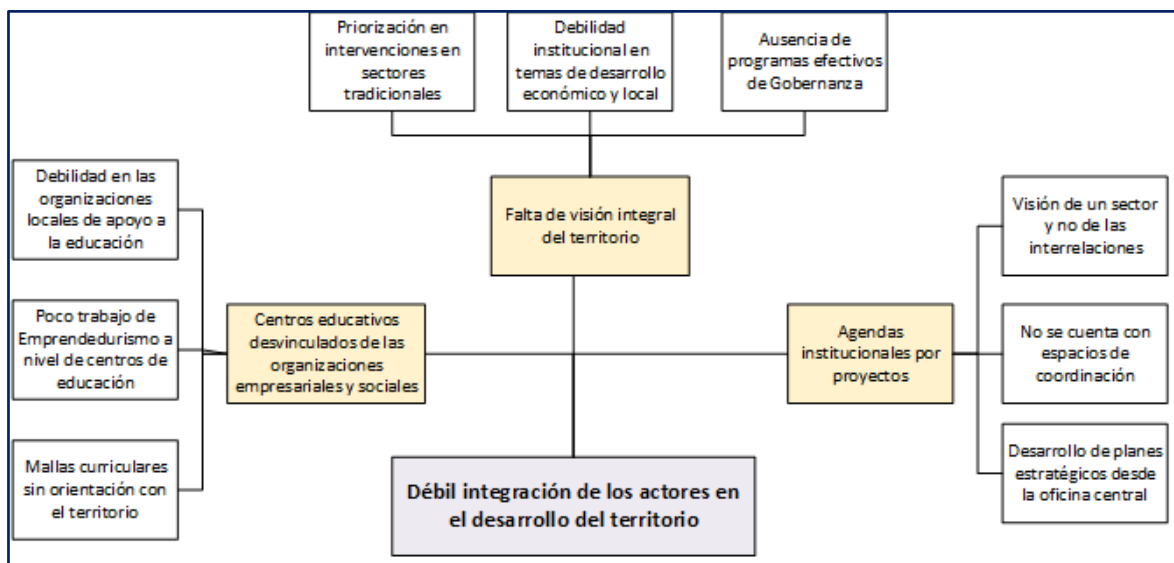 Priorización en
intervenciones en
sectores
tradicionales
Debilidad
institucional en
temas de desarrollo
económico y local
Ausencia de
programas efectivos
de Gobernanza
Debilidad en las
organizaciones
locales de apoyo a
la educación
Falta de visión integral
del territorio
Visión de un sector
y no de las
interrelaciones
Poco trabajo de
Emprendedurismo a
nivel de centros de
educación
Centros educativos
desvinculados de las
organizaciones
empresariales y sociales
Agendas
institucionales por
proyectos
No se cuenta con
espacios de
coordinación
Mallas curriculares
sin orientación con
el territorio
Débil integración de los actores en
el desarrollo del territorio
Desarrollo de planes
estratégicos desde
la oficina central